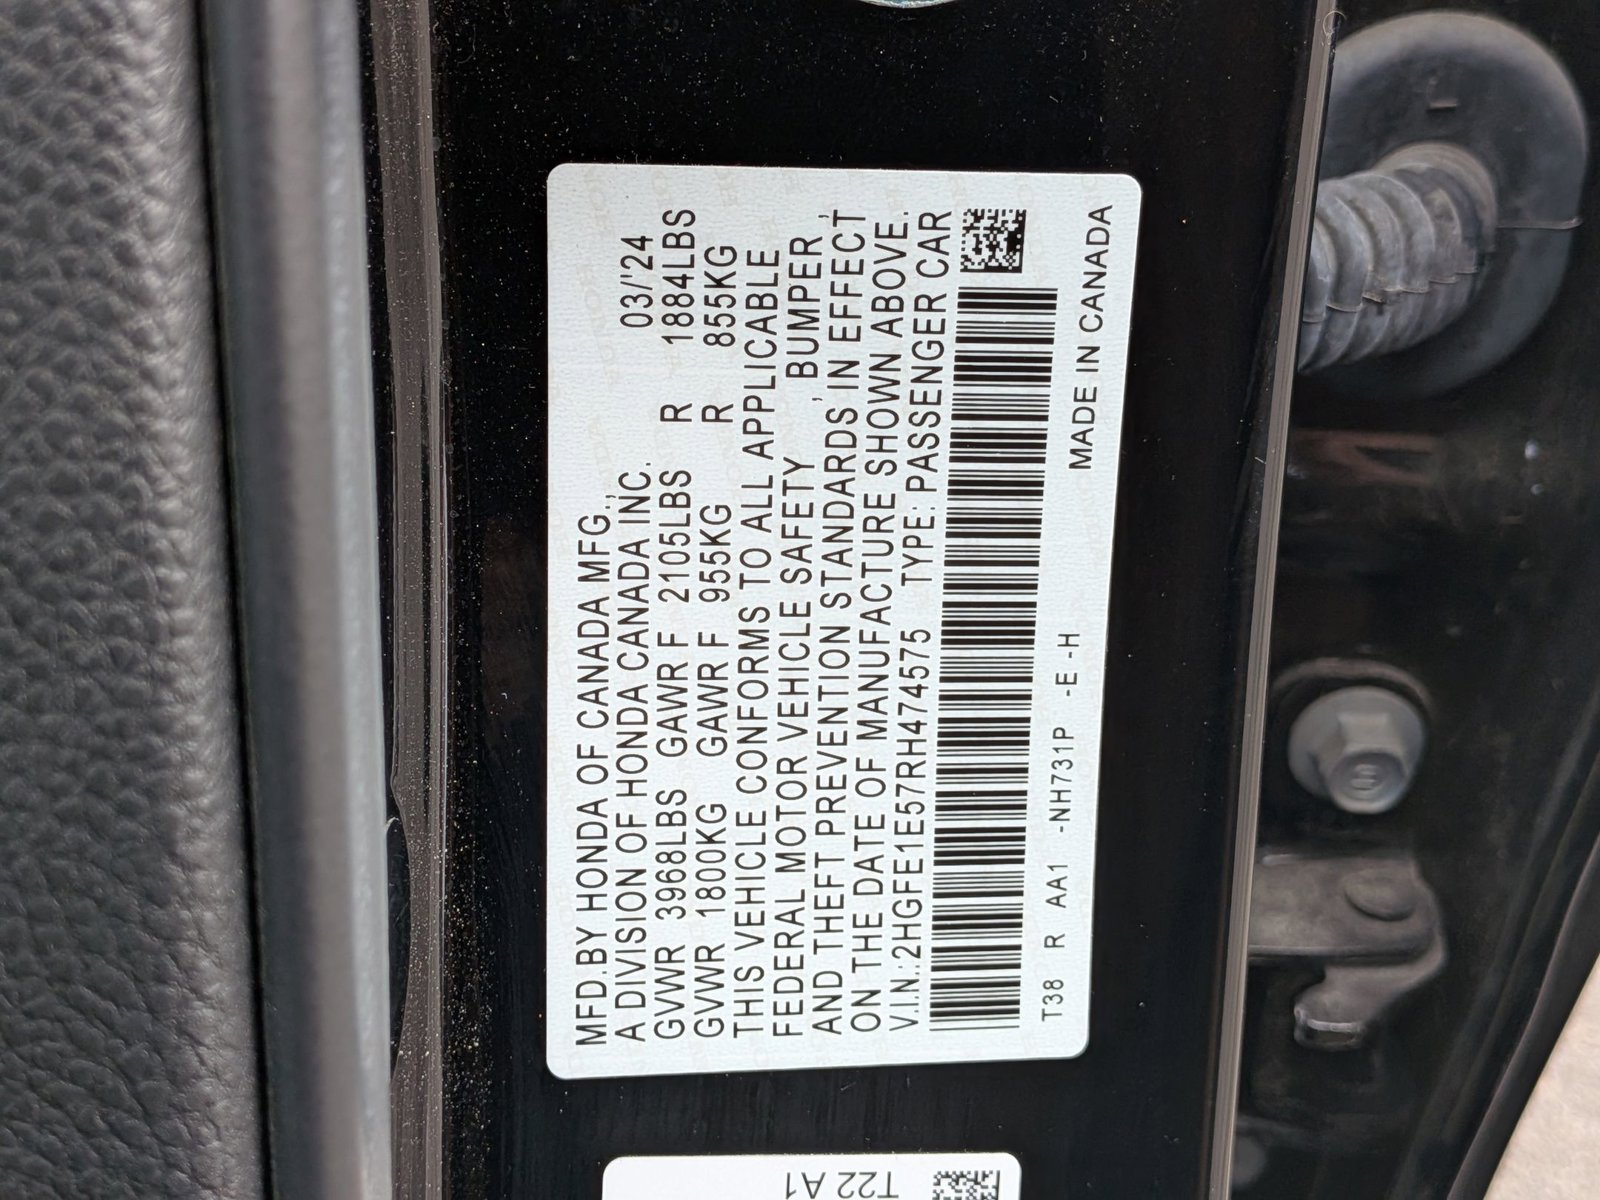 MFD.BY HONDA OF CANADA MFG.,
A DIVISION OF HONDA CANADA INC. 03/'24
GVWR 3968LBS GAWR F 2105LBS R 1884LBS
GVWR 1800KG GAWR F 955KG R 855KG
THIS VEHICLE CONFORMS TO ALL APPLICABLE
FEDERAL MOTOR VEHICLE SAFETY , BUMPER ,
AND THEFT PREVENTION STANDARDS IN EFFECT
ON THE DATE OF MANUFACTURE SHOWN ABOVE.
V.I.N.:2HGFE1E57RH474575 TYPE: PASSENGER CAR
T38 R AA1 -NH731P -E -H MADE IN CANADA
T22 A1